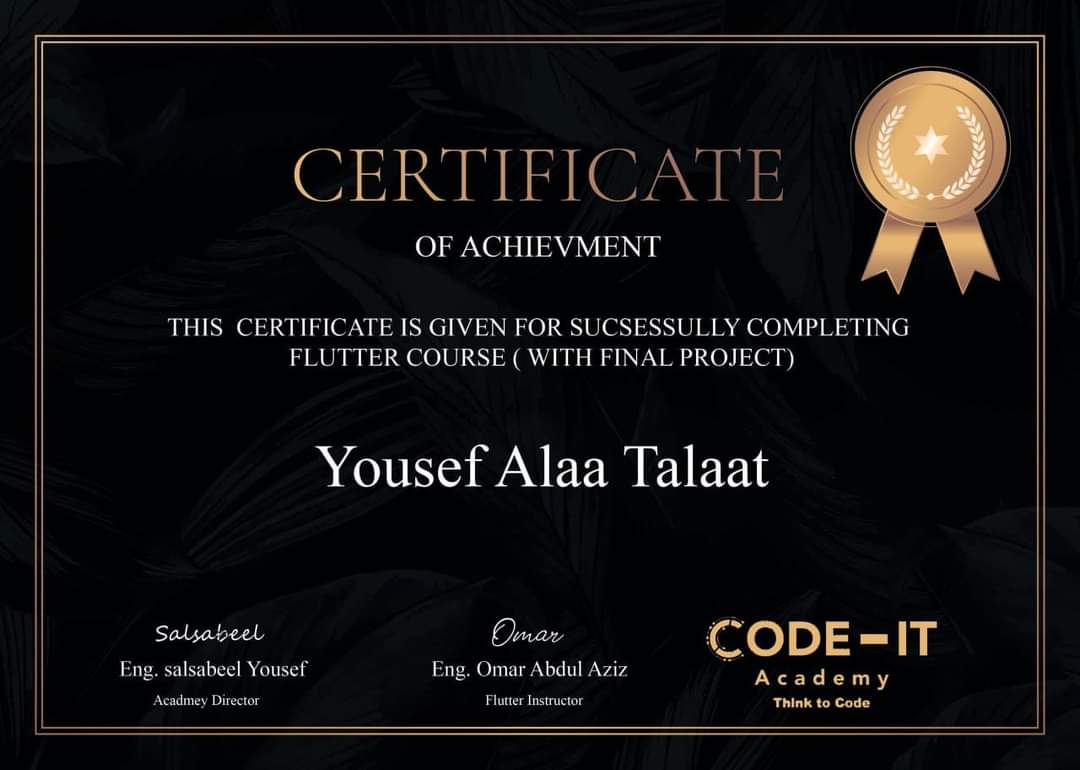 CERTIFICATE
OF ACHIEVMENT
THIS CERTIFICATE IS GIVEN FOR SUCSESSULLY COMPLETING
FLUTTER COURSE ( WITH FINAL PROJECT)
Yousef Alaa Talaat
Salsabeel
Eng. salsabeel Yousef
Acadmey Director
Omar
Eng. Omar Abdul Aziz
Flutter Instructor
CODE-IT
Academy
Think to Code